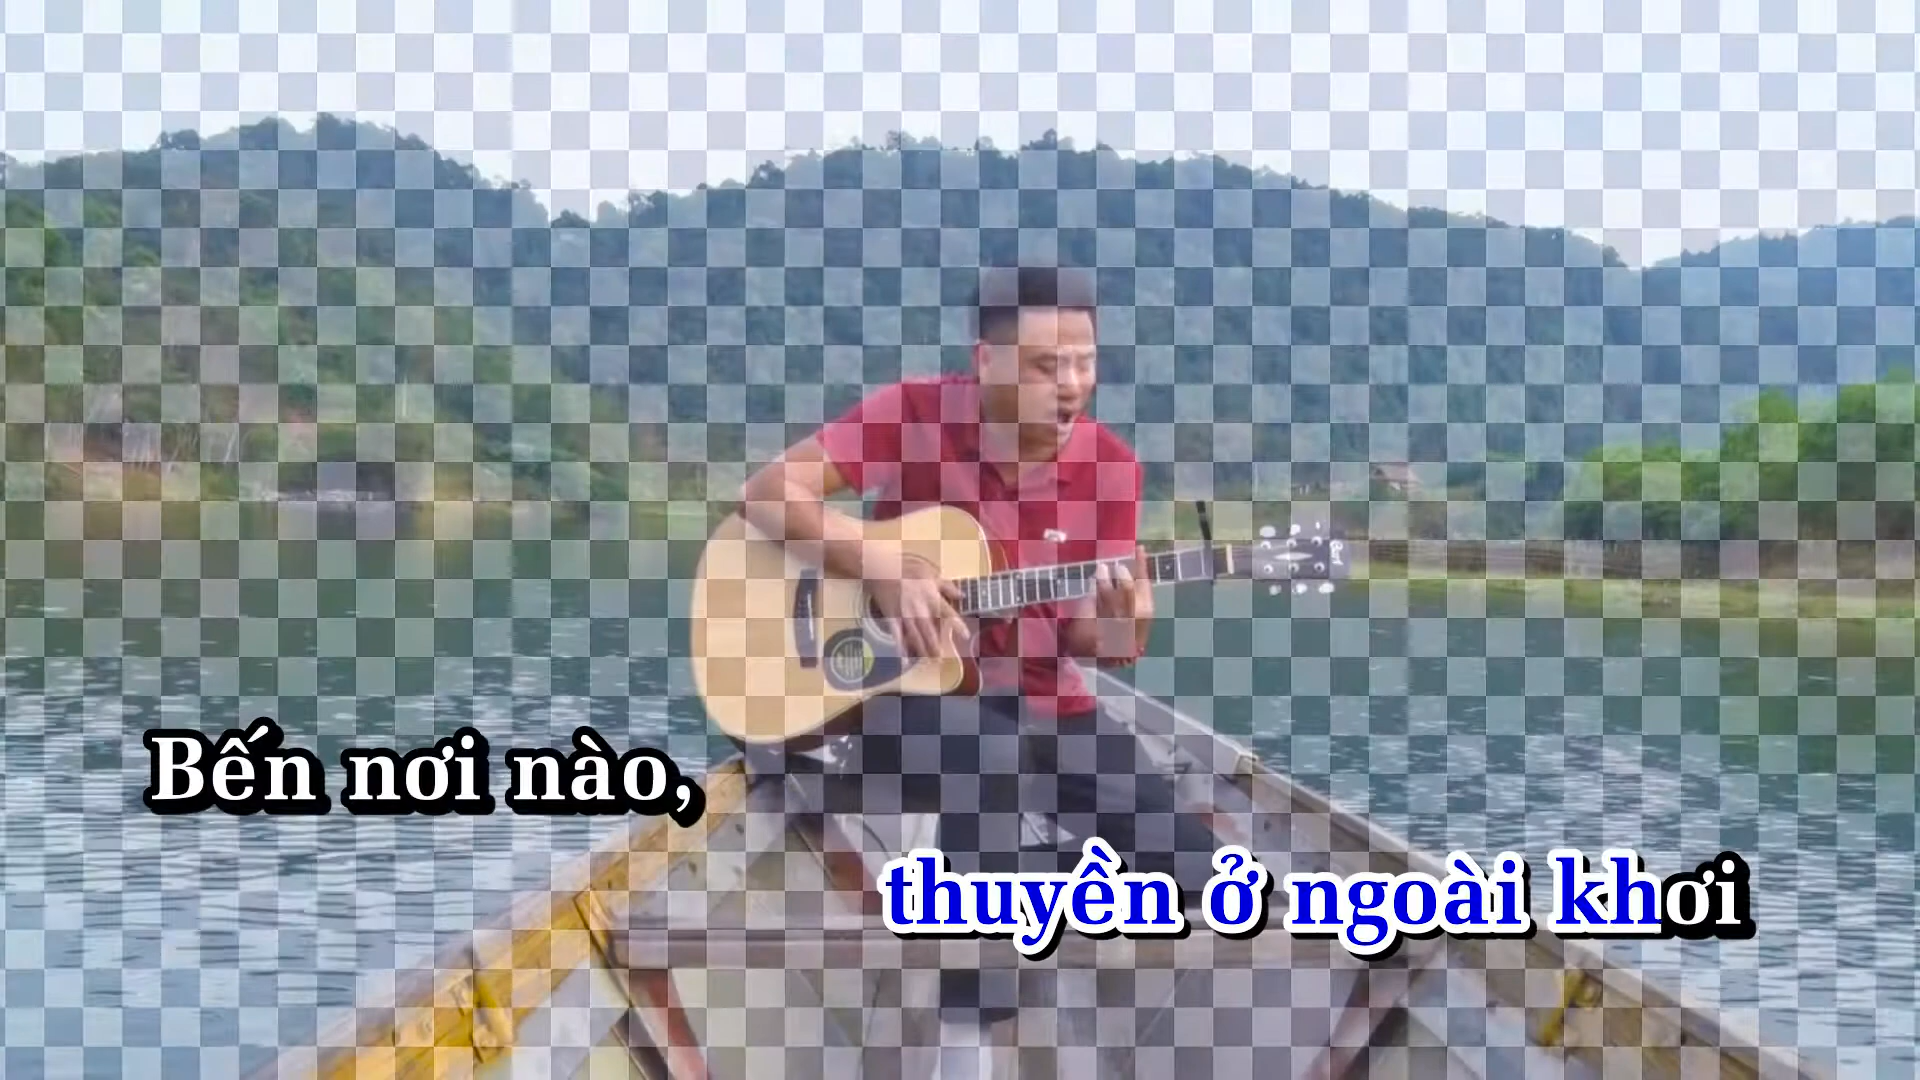 Bến nơi nào,
thuyền ở ngoài khơi